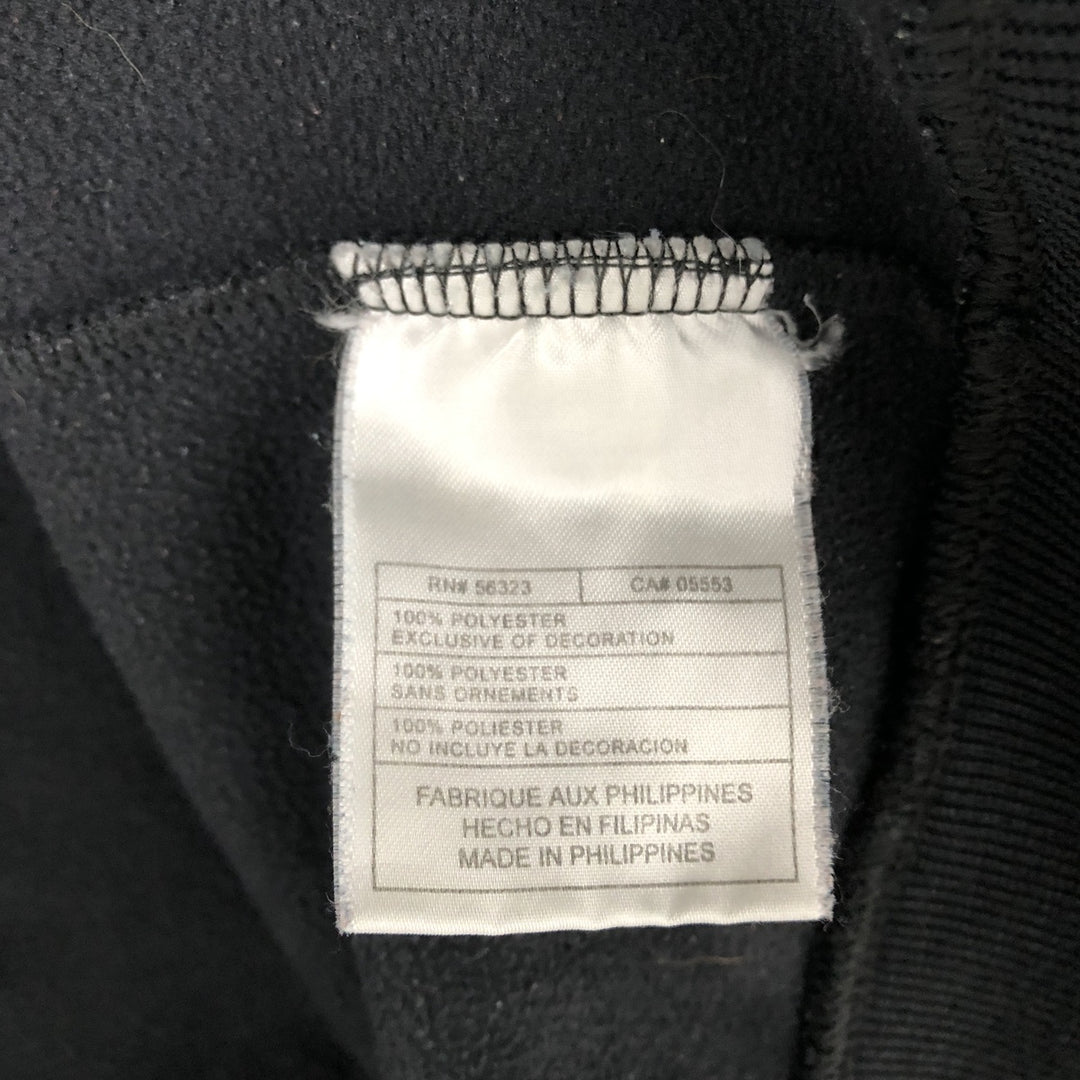 RN# 56323 CA# 05553
100% POLYESTER
EXCLUSIVE OF DECORATION
100% POLYESTER
SANS ORNEMENTS
100% POLIESTER
NO INCLUYE LA DECORACION
FABRIQUE AUX PHILIPPINES
HECHO EN FILIPINAS
MADE IN PHILIPPINES